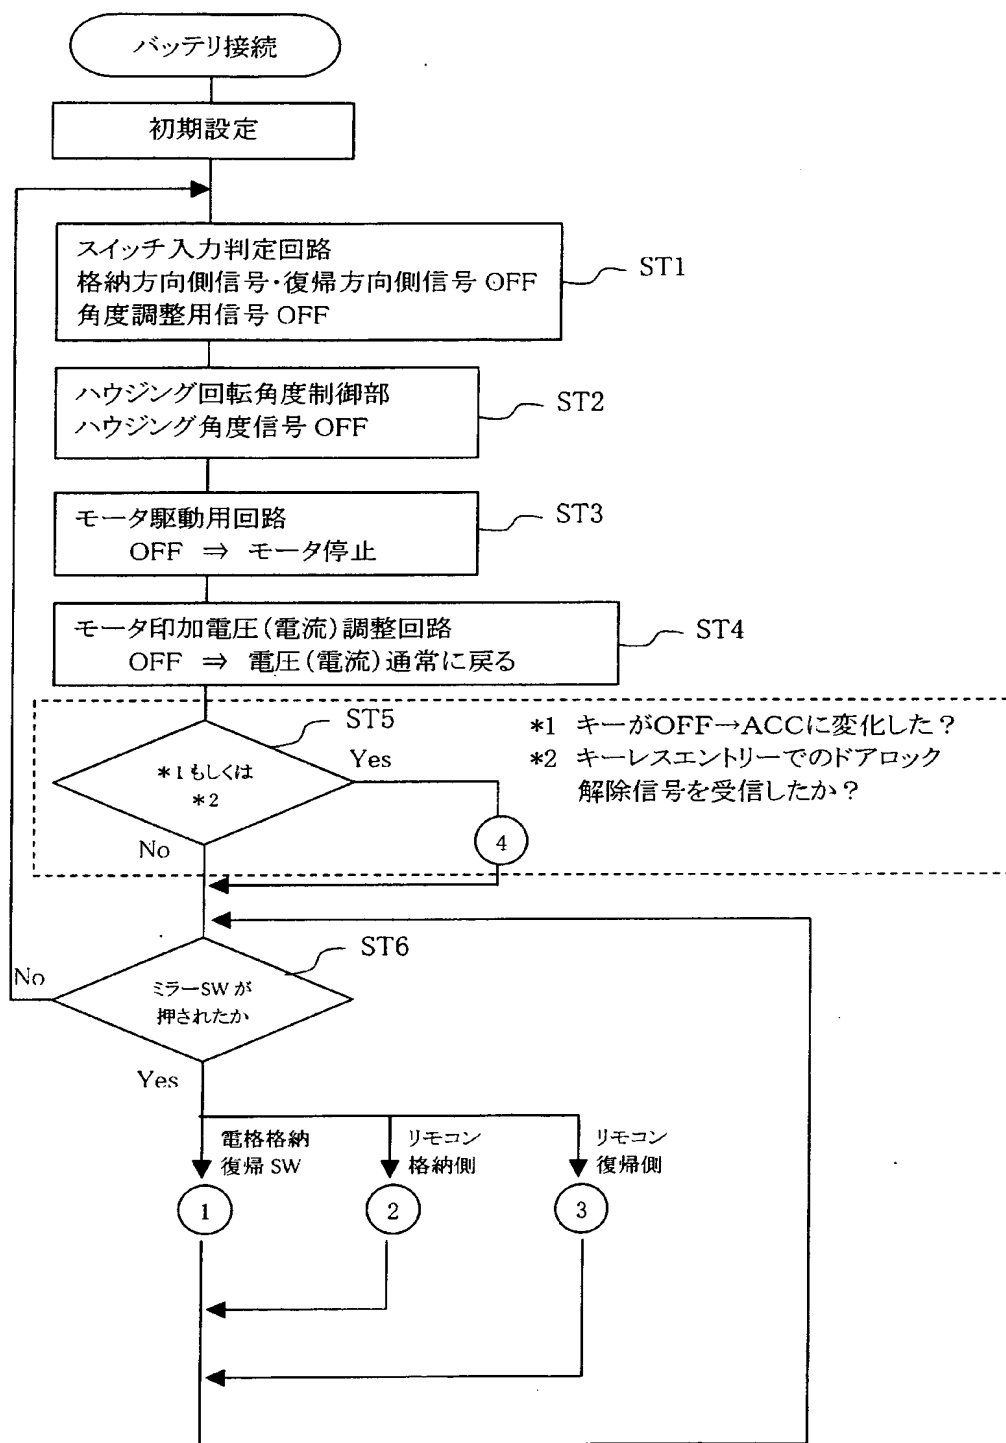 バッテリ接続
初期設定
スイッチ入力判定回路
格納方向側信号・復帰方向側信号 OFF
角度調整用信号 OFF
ST1
ハウジング回転角度制御部
ハウジング角度信号 OFF
ST2
モータ駆動用回路
OFF ⇒ モータ停止
ST3
モータ印加電圧(電流)調整回路
OFF ⇒ 電圧(電流)通常に戻る
ST4
ST5
*1もしくは
*2
Yes
No
4
*1 キーがOFF→ACCに変化した？
*2 キーレスエントリーでのドアロック
解除信号を受信したか？
ST6
ミラーSW が
押されたか
No
Yes
電格格納
復帰 SW
リモコン
格納側
リモコン
復帰側
1
2
3